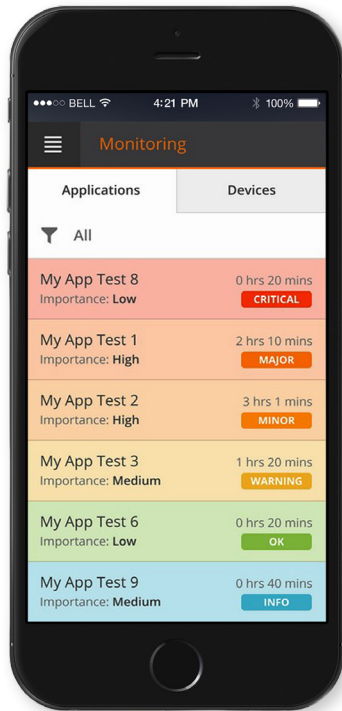 BELL 4:21 PM 100%
Monitoring
Applications Devices
All
My App Test 8 0 hrs 20 mins
Importance: Low CRITICAL
My App Test 1 2 hrs 10 mins
Importance: High MAJOR
My App Test 2 3 hrs 1 mins
Importance: High MINOR
My App Test 3 1 hrs 20 mins
Importance: Medium WARNING
My App Test 6 0 hrs 20 mins
Importance: Low OK
My App Test 9 0 hrs 40 mins
Importance: Medium INFO